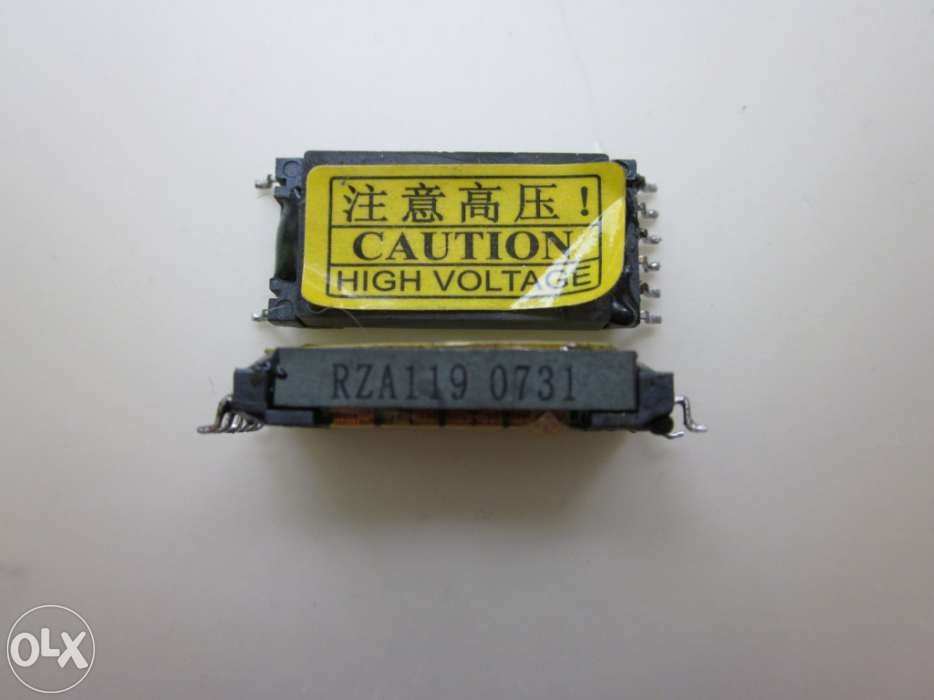 注意高压!
CAUTION
HIGH VOLTAGE
RZA119 0731
OLX